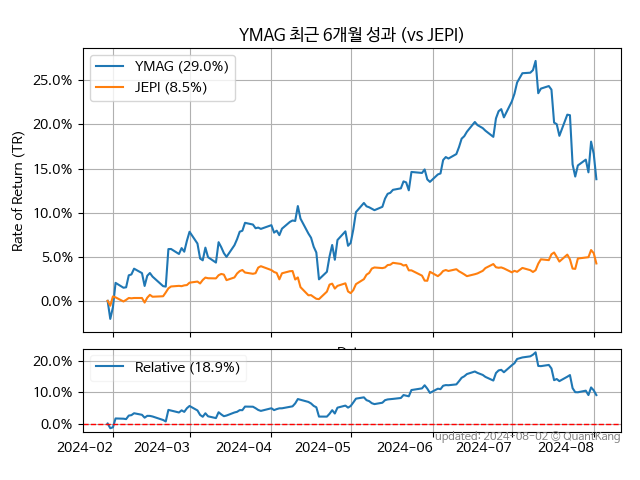 YMAG 최근 6개월 성과 (vs JEPI)
YMAG (29.0%)
JEPI (8.5%)
Rate of Return (TR)
25.0%
20.0%
15.0%
10.0%
5.0%
0.0%
Relative (18.9%)
20.0%
10.0%
0.0%
2024-02 2024-03 2024-04 2024-05 2024-06 2024-07 2024-08
updated: 2024-08-02 © QuantKang